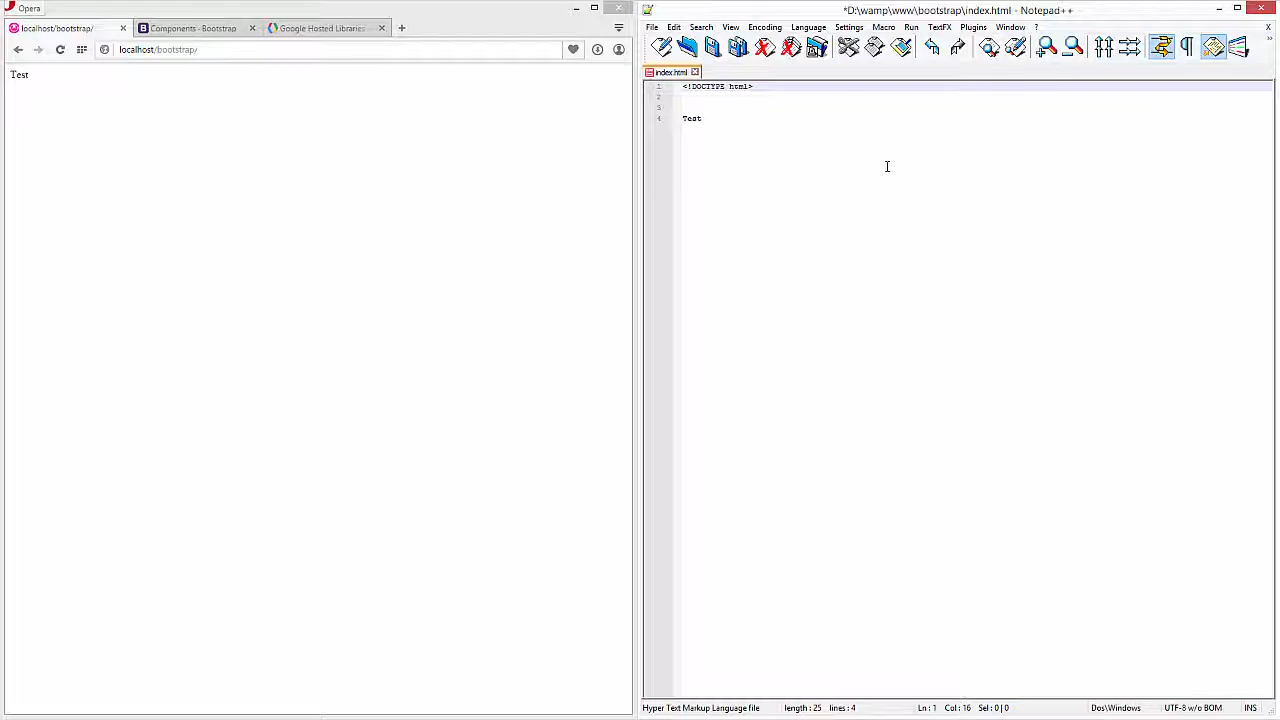 Opera
localhost/bootstrap/
Components - Bootstrap
Google Hosted Libraries
localhost/bootstrap/
Test
*D:\wamp\www\bootstrap\index.html - Notepad++
File Edit Search View Encoding Language Settings Macro Run TextFX Plugins Window ?
X
index.html
1 <!DOCTYPE html>
2
3
4 Test
Hyper Text Markup Language file length : 25 lines : 4 Ln : 1 Col : 16 Sel : 0 | 0 Dos\Windows UTF-8 w/o BOM INS